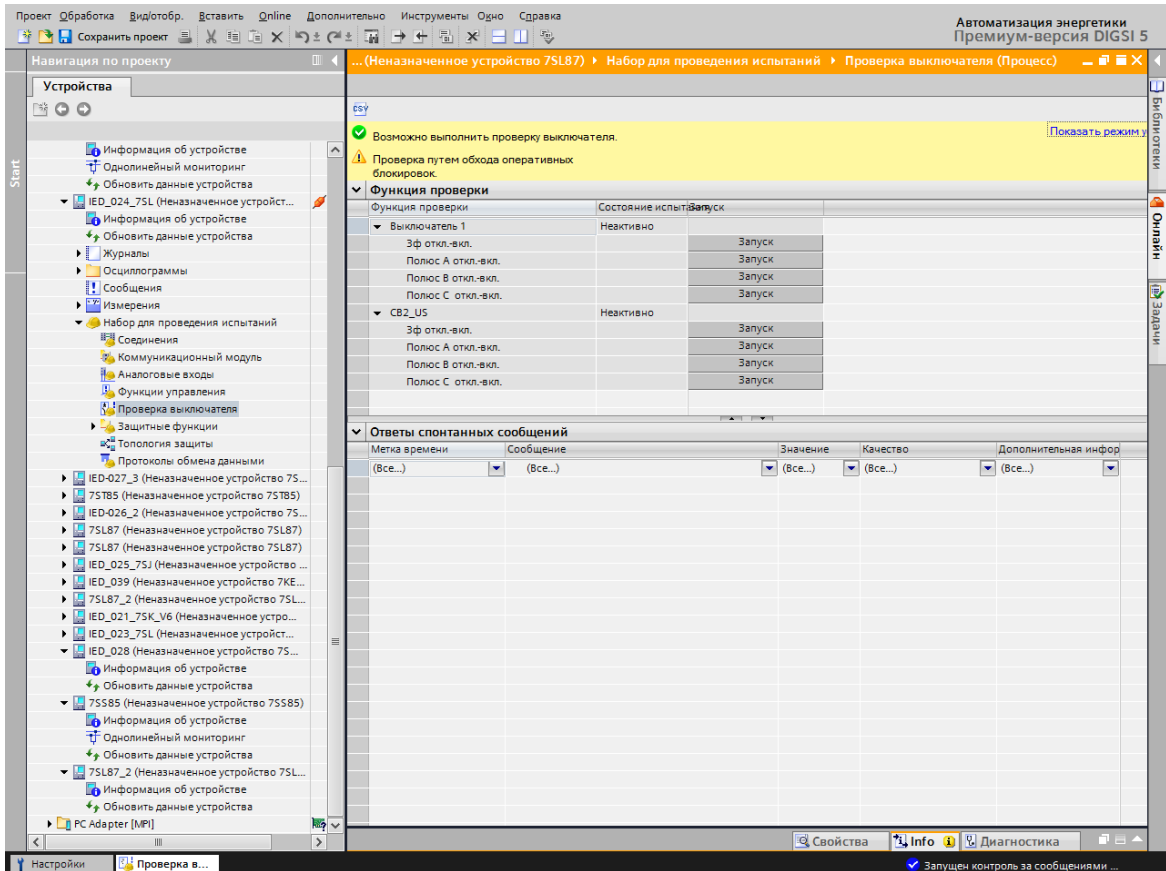 Проект Обработка Вид/отобр. Вставить Online Дополнительно Инструменты Окно Справка
Автоматизация энергетики
Премиум-версия DIGSI 5
Сохранить проект
Навигация по проекту
...(Неназначенное устройство 7SL87) Набор для проведения испытаний Проверка выключателя (Процесс)
Устройства
Start
Информация об устройстве
Однолинейный мониторинг
Обновить данные устройства
IED_024_7SL (Неназначенное устройст...
Информация об устройстве
Обновить данные устройства
Журналы
Осциллограммы
Сообщения
Измерения
Набор для проведения испытаний
Соединения
Коммуникационный модуль
Аналоговые входы
Функции управления
Проверка выключателя
Защитные функции
Топология защиты
Протоколы обмена данными
IED-027_3 (Неназначенное устройство 7S...
7ST85 (Неназначенное устройство 7ST85)
IED-026_2 (Неназначенное устройство 7S...
7SL87 (Неназначенное устройство 7SL87)
7SL87 (Неназначенное устройство 7SL87)
IED_025_7SJ (Неназначенное устройство ...
IED_039 (Неназначенное устройство 7KE...
7SL87_2 (Неназначенное устройство 7SL...
IED_021_7SK_V6 (Неназначенное устро...
IED_023_7SL (Неназначенное устройст...
IED_028 (Неназначенное устройство 7S...
Информация об устройстве
Обновить данные устройства
7SS85 (Неназначенное устройство 7SS85)
Информация об устройстве
Однолинейный мониторинг
Обновить данные устройства
7SL87_2 (Неназначенное устройство 7SL...
Информация об устройстве
Обновить данные устройства
PC Adapter [MPI]
CSV
Возможно выполнить проверку выключателя.
Показать режим у
Проверка путем обхода оперативных
блокировок.
Функция проверки
Функция проверки Состояние испыта Запуск
Выключатель 1 Неактивно
3ф откл.-вкл. Запуск
Полюс A откл.-вкл. Запуск
Полюс B откл.-вкл. Запуск
Полюс C откл.-вкл. Запуск
CB2_US Неактивно
3ф откл.-вкл. Запуск
Полюс A откл.-вкл. Запуск
Полюс B откл.-вкл. Запуск
Полюс C откл.-вкл. Запуск
Ответы спонтанных сообщений
Метка времени Сообщение Значение Качество Дополнительная инфор
(Все...) (Все...) (Все...) (Все...) (Все...)
Библиотеки
Онлайн
Задачи
Свойства Info Диагностика
Настройки Проверка в... Запущен контроль за сообщениями ...